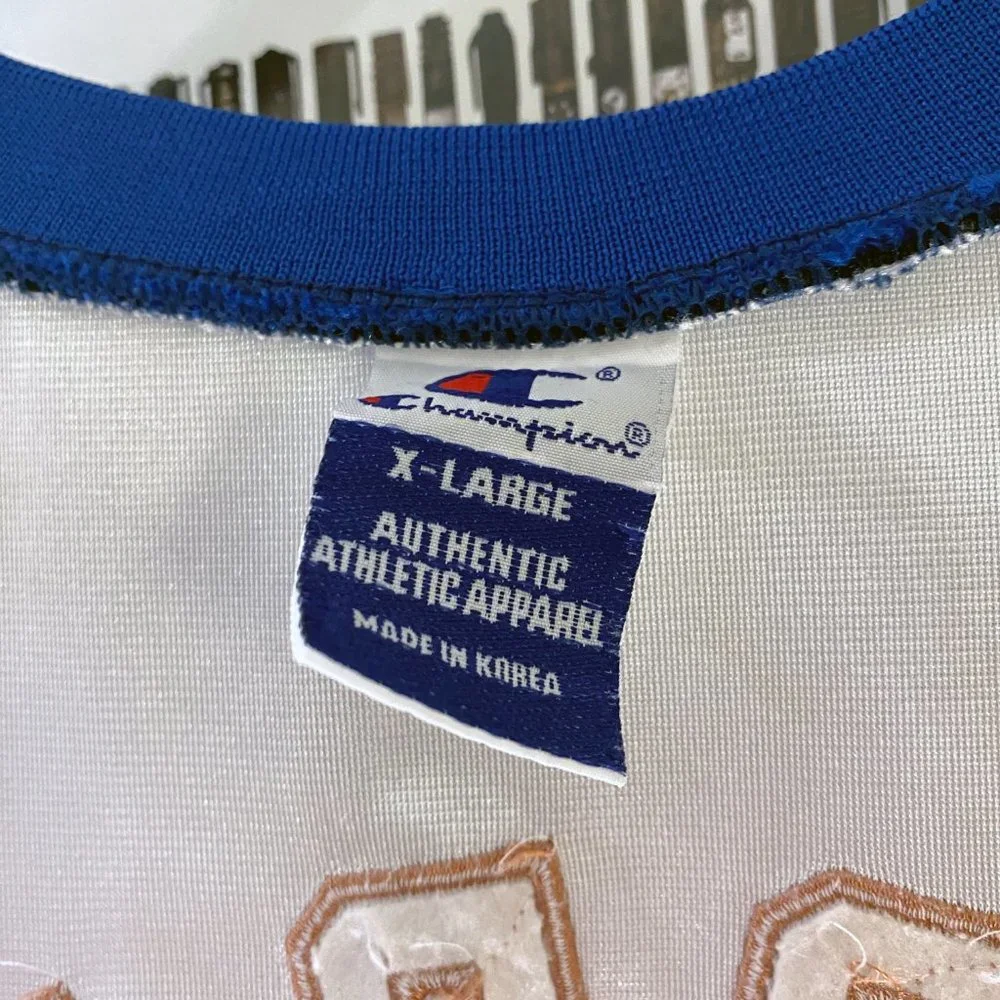 ®
Champion®
X-LARGE
AUTHENTIC
ATHLETIC APPAREL
MADE IN KOREA